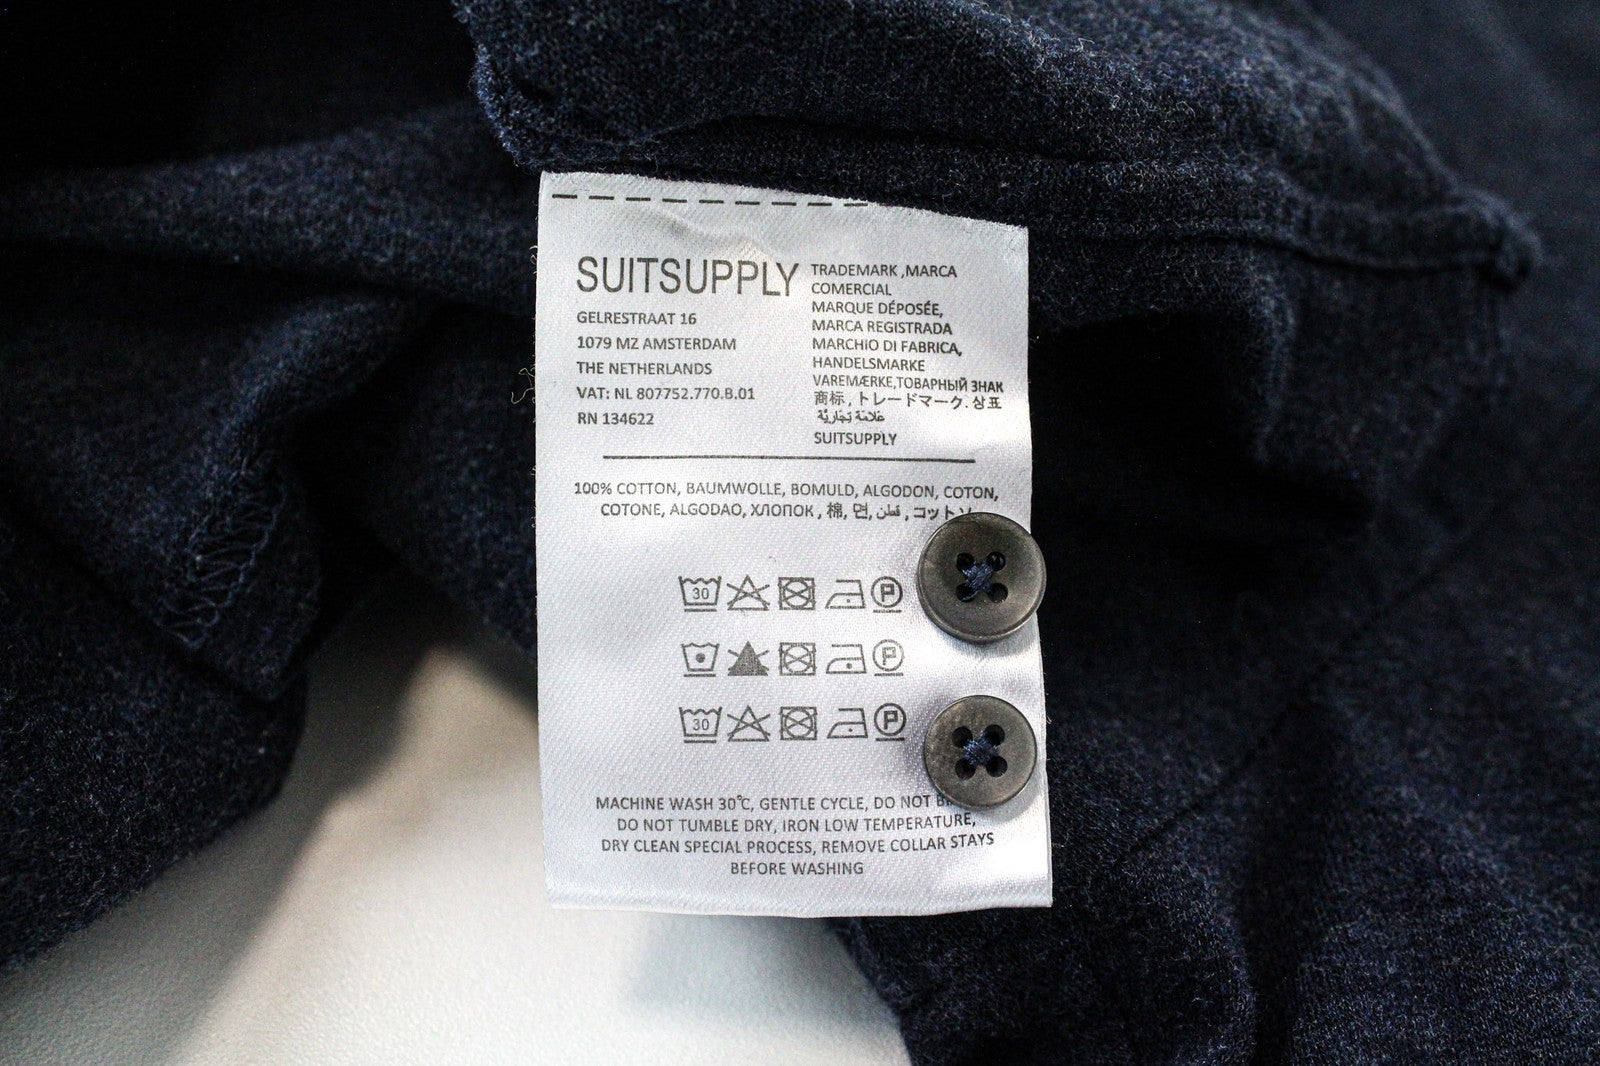 SUITSUPPLY
GELRESTRAAT 16
1079 MZ AMSTERDAM
THE NETHERLANDS
VAT: NL 807752.770.B.01
RN 134622
TRADEMARK ,MARCA
COMERCIAL
MARQUE DÉPOSÉE,
MARCA REGISTRADA
MARCHIO DI FABRICA,
HANDELSMARKE
VAREMÆRKE,ТОВАРНЫЙ ЗНАК
商标 , トレードマーク. 상표
علامة تجارية
SUITSUPPLY
100% COTTON, BAUMWOLLE, BOMULD, ALGODON, COTON,
COTONE, ALGODAO, ХЛОПОК , 棉, 면, قطن , コットン
30 P
P
30 P
MACHINE WASH 30℃, GENTLE CYCLE, DO NOT
DO NOT TUMBLE DRY, IRON LOW TEMPERATURE,
DRY CLEAN SPECIAL PROCESS, REMOVE COLLAR STAYS
BEFORE WASHING